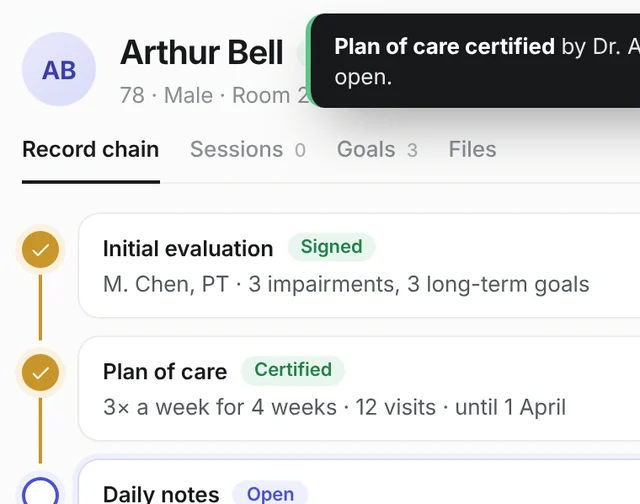 AB
Arthur Bell
78 · Male · Room 2
Plan of care certified by Dr. A
open.
Record chain
Sessions 0
Goals 3
Files
Initial evaluation Signed
M. Chen, PT · 3 impairments, 3 long-term goals
Plan of care Certified
3× a week for 4 weeks · 12 visits · until 1 April
Daily notes Open